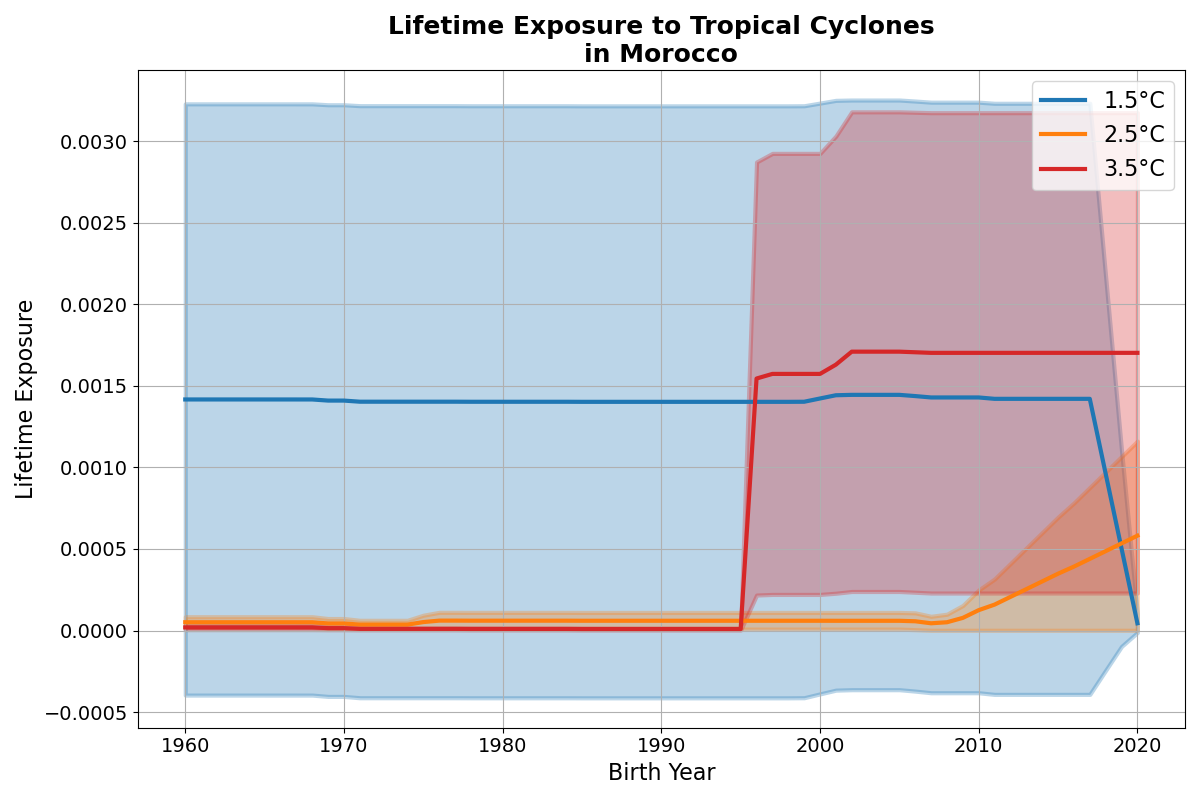 Lifetime Exposure to Tropical Cyclones
in Morocco
1.5°C
2.5°C
3.5°C
Lifetime Exposure
0.0030
0.0025
0.0020
0.0015
0.0010
0.0005
0.0000
−0.0005
1960
1970
1980
1990
2000
2010
2020
Birth Year